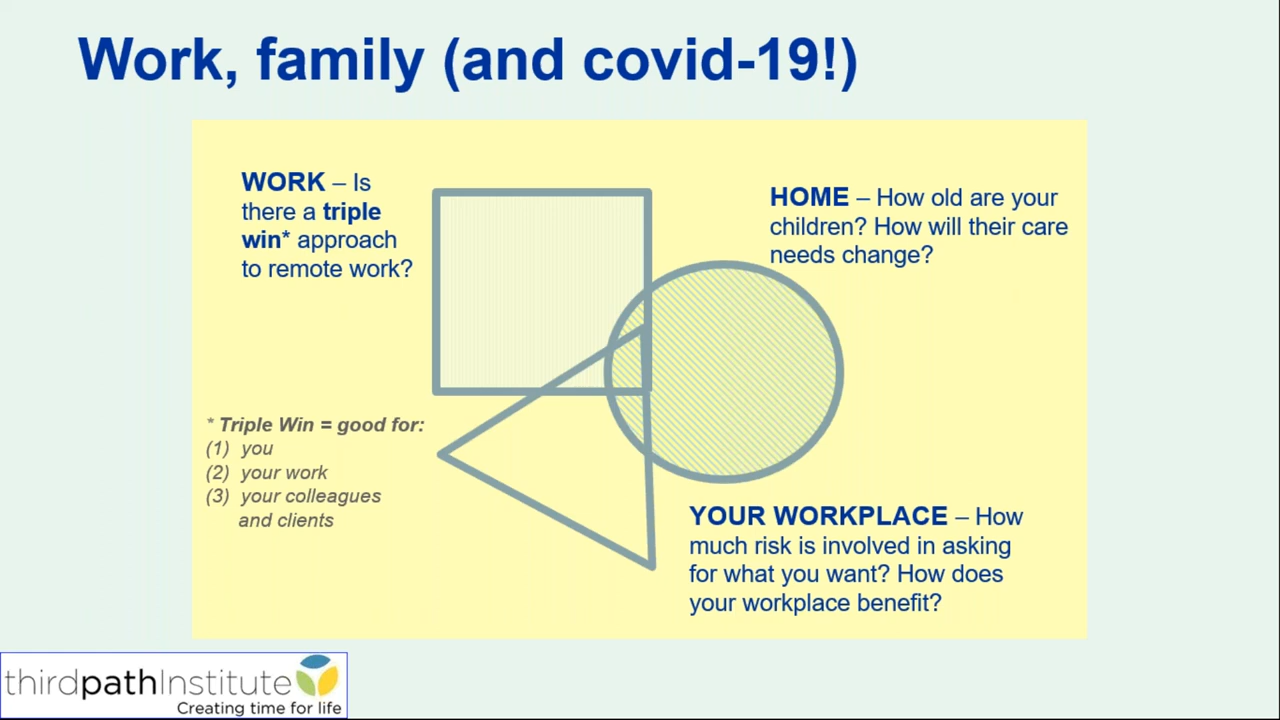 Work, family (and covid-19!)
WORK – Is
there a triple
win* approach
to remote work?
HOME – How old are your
children? How will their care
needs change?
* Triple Win = good for:
(1) you
(2) your work
(3) your colleagues
and clients
YOUR WORKPLACE – How
much risk is involved in asking
for what you want? How does
your workplace benefit?
thirdpathInstitute
Creating time for life